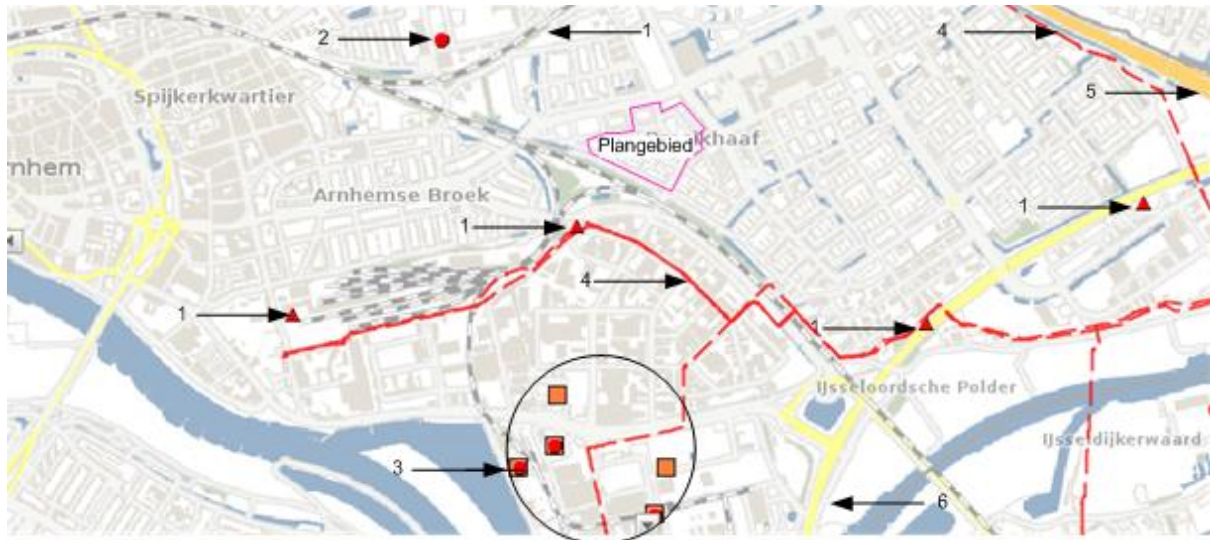 2
1
4
5
Spijkerkwartier
Plangebied
rnhem
Arnhemse Broek
1
1
4
1
1
IJsseloordsche Polder
IJsseldijkerwaard
3
6